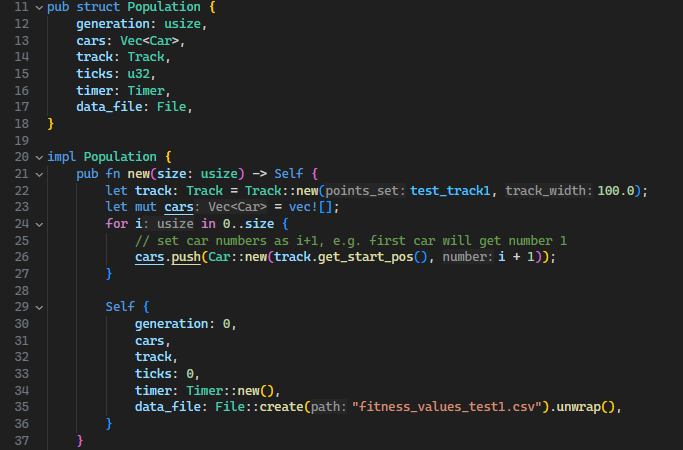 11 pub struct Population {
12     generation: usize,
13     cars: Vec<Car>,
14     track: Track,
15     ticks: u32,
16     timer: Timer,
17     data_file: File,
18 }
19
20 impl Population {
21     pub fn new(size: usize) -> Self {
22         let track: Track = Track::new(points_set: test_track1, track_width: 100.0);
23         let mut cars: Vec<Car> = vec![];
24         for i: usize in 0..size {
25             // set car numbers as i+1, e.g. first car will get number 1
26             cars.push(Car::new(track.get_start_pos(), number: i + 1));
27         }
28
29         Self {
30             generation: 0,
31             cars,
32             track,
33             ticks: 0,
34             timer: Timer::new(),
35             data_file: File::create(path: "fitness_values_test1.csv").unwrap(),
36         }
37     }